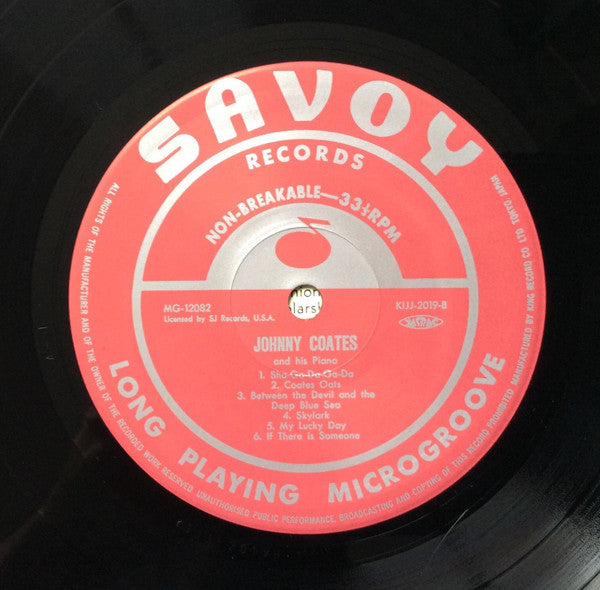 SAVOY
RECORDS
NON-BREAKABLE—33⅓RPM
MG-12082
Licensed by SJ Records, U.S.A.
KIJJ-2019-B
nion
lars
JOHNNY COATES
and his Piano
1. Sha-Ga-Da-Ga-Da
2. Coates Oats
3. Between the Devil and the
Deep Blue Sea
4. Skylark
5. My Lucky Day
6. If There is Someone
LONG PLAYING MICROGROOVE
ALL RIGHTS OF THE MANUFACTURER AND OF THE OWNER OF THE RECORDED WORK RESERVED. UNAUTHORISED PUBLIC PERFORMANCE, BROADCASTING AND COPYING OF THIS RECORD PROHIBITED MANUFACTURED BY KING RECORD CO. LTD. TOKYO JAPAN